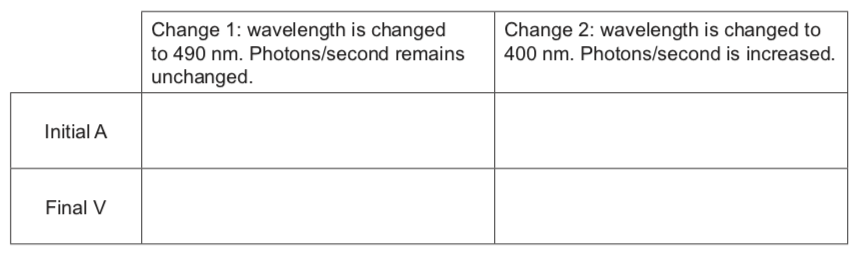 Change 1: wavelength is changed
to 490 nm. Photons/second remains
unchanged.
Change 2: wavelength is changed to
400 nm. Photons/second is increased.
Initial A
Final V